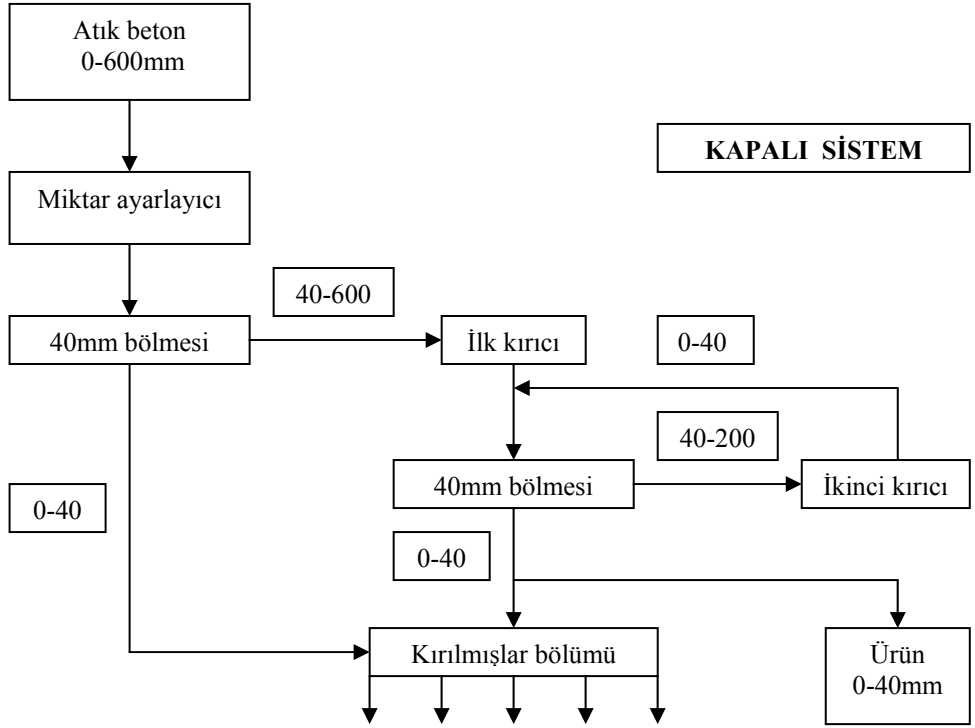 Atık beton
0-600mm
KAPALI SİSTEM
Miktar ayarlayıcı
40-600
40mm bölmesi
İlk kırıcı
0-40
40-200
40mm bölmesi
İkinci kırıcı
0-40
0-40
Kırılmışlar bölümü
Ürün
0-40mm